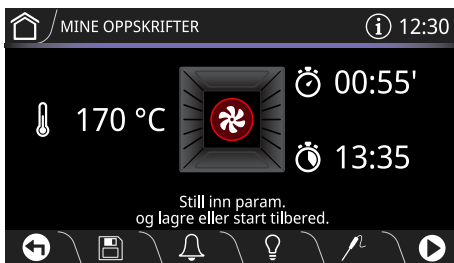 MINE OPPSKRIFTER
i 12:30
170 °C
00:55'
13:35
Still inn param.
og lagre eller start tilbered.